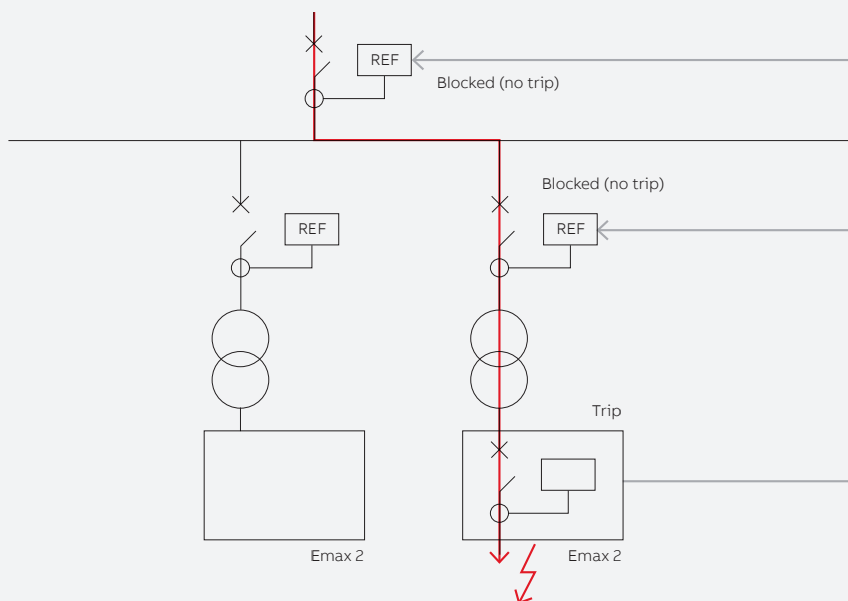 REF
Blocked (no trip)
Blocked (no trip)
REF
REF
Trip
Emax 2
Emax 2